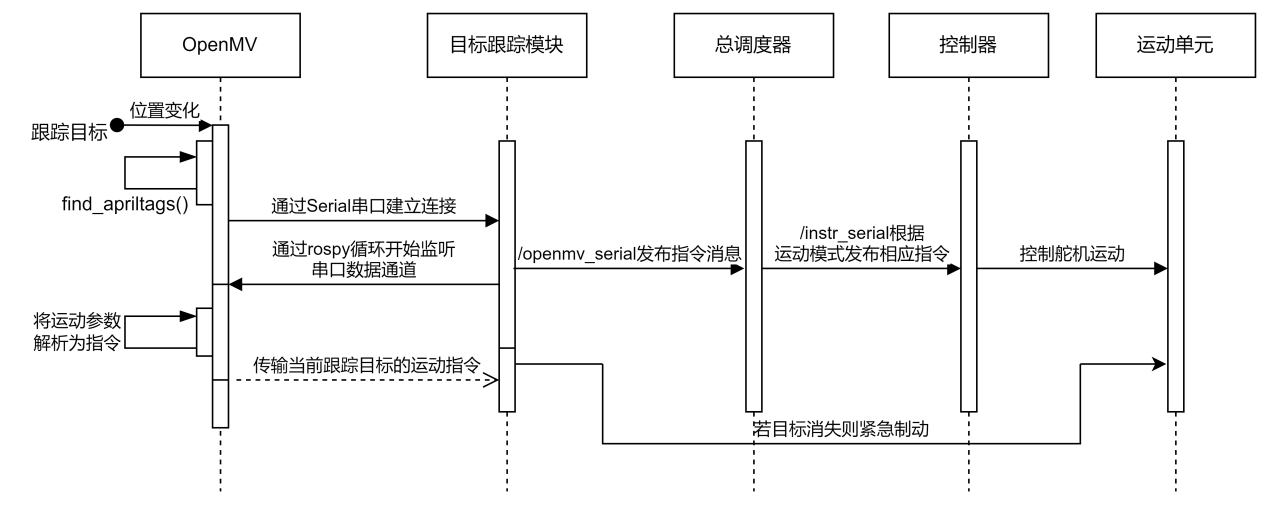 OpenMV
目标跟踪模块
总调度器
控制器
运动单元
位置变化
跟踪目标
find_apriltags()
通过Serial串口建立连接
通过rospy循环开始监听
串口数据通道
/openmv_serial发布指令消息
/instr_serial根据
运动模式发布相应指令
控制舵机运动
将运动参数
解析为指令
传输当前跟踪目标的运动指令
若目标消失则紧急制动